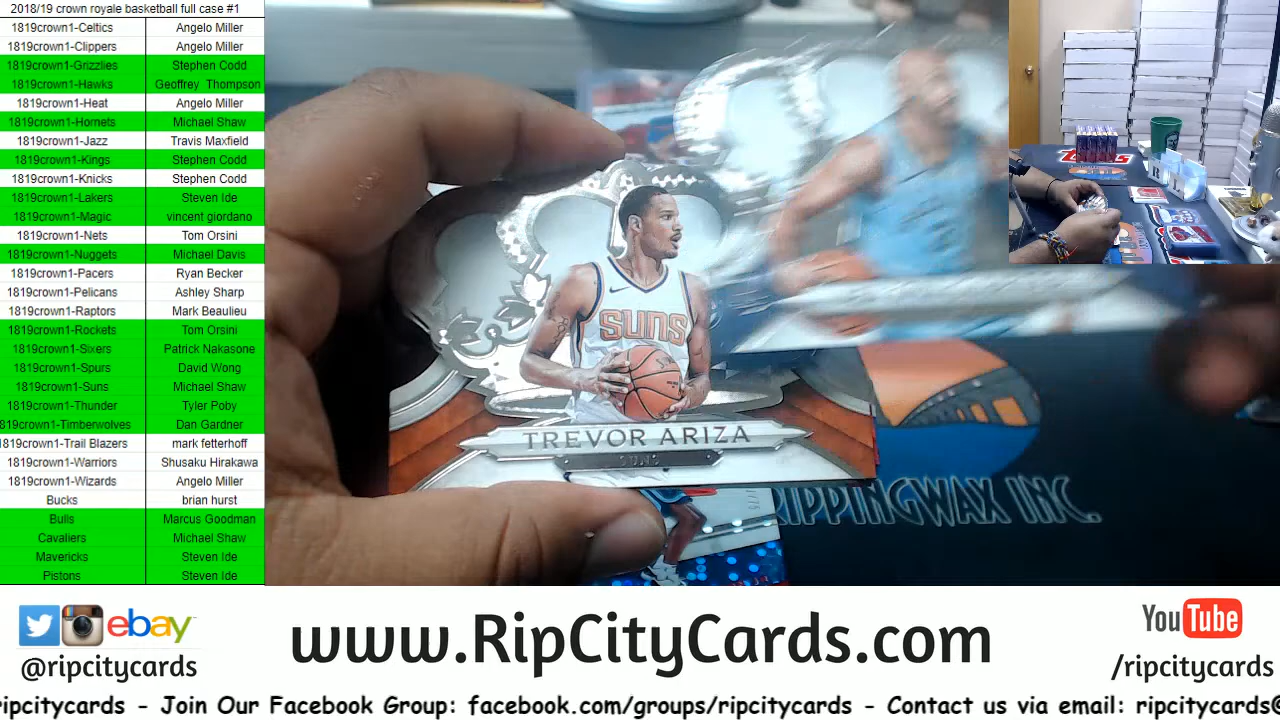 2018/19 crown royale basketball full case #1
1819crown1-Celtics Angelo Miller
1819crown1-Clippers Angelo Miller
1819crown1-Grizzlies Stephen Codd
1819crown1-Hawks Geoffrey Thompson
1819crown1-Heat Angelo Miller
1819crown1-Hornets Michael Shaw
1819crown1-Jazz Travis Maxfield
1819crown1-Kings Stephen Codd
1819crown1-Knicks Stephen Codd
1819crown1-Lakers Steven Ide
1819crown1-Magic vincent giordano
1819crown1-Nets Tom Orsini
1819crown1-Nuggets Michael Davis
1819crown1-Pacers Ryan Becker
1819crown1-Pelicans Ashley Sharp
1819crown1-Raptors Mark Beaulieu
1819crown1-Rockets Tom Orsini
1819crown1-Sixers Patrick Nakasone
1819crown1-Spurs David Wong
1819crown1-Suns Michael Shaw
1819crown1-Thunder Tyler Poby
819crown1-Timberwolves Dan Gardner
1819crown1-Trail Blazers mark fetterhoff
1819crown1-Warriors Shusaku Hirakawa
1819crown1-Wizards Angelo Miller
Bucks brian hurst
Bulls Marcus Goodman
Cavaliers Michael Shaw
Mavericks Steven Ide
Pistons Steven Ide
SUNS
TREVOR ARIZA
SUNS
RIPPINGWAX INC.
ebay
@ripcitycards
www.RipCityCards.com
YouTube
/ripcitycards
ripcitycards - Join Our Facebook Group: facebook.com/groups/ripcitycards - Contact us via email: ripcitycards@